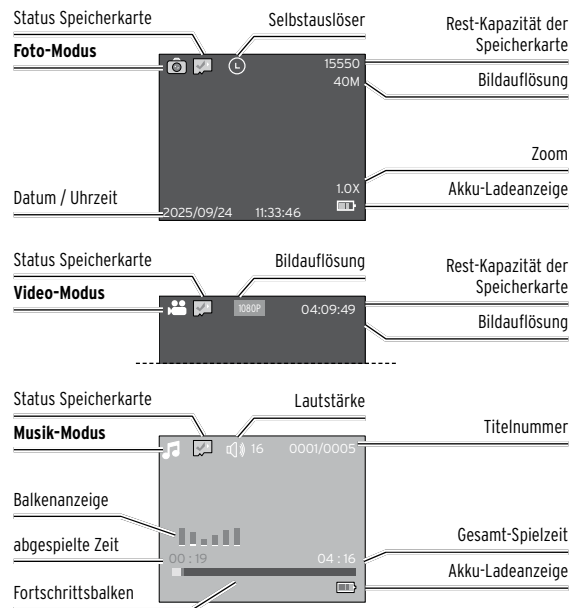 Status Speicherkarte
Selbstauslöser
Rest-Kapazität der
Speicherkarte
Foto-Modus
15550
Bildauflösung
40M
Zoom
1.0X
Akku-Ladeanzeige
Datum / Uhrzeit
2025/09/24 11:33:46
Status Speicherkarte
Bildauflösung
Rest-Kapazität der
Speicherkarte
Video-Modus
1080P
04:09:49
Bildauflösung
Status Speicherkarte
Lautstärke
Titelnummer
Musik-Modus
16
0001/0005
Balkenanzeige
Gesamt-Spielzeit
abgespielte Zeit
00 : 19
04 : 16
Akku-Ladeanzeige
Fortschrittsbalken